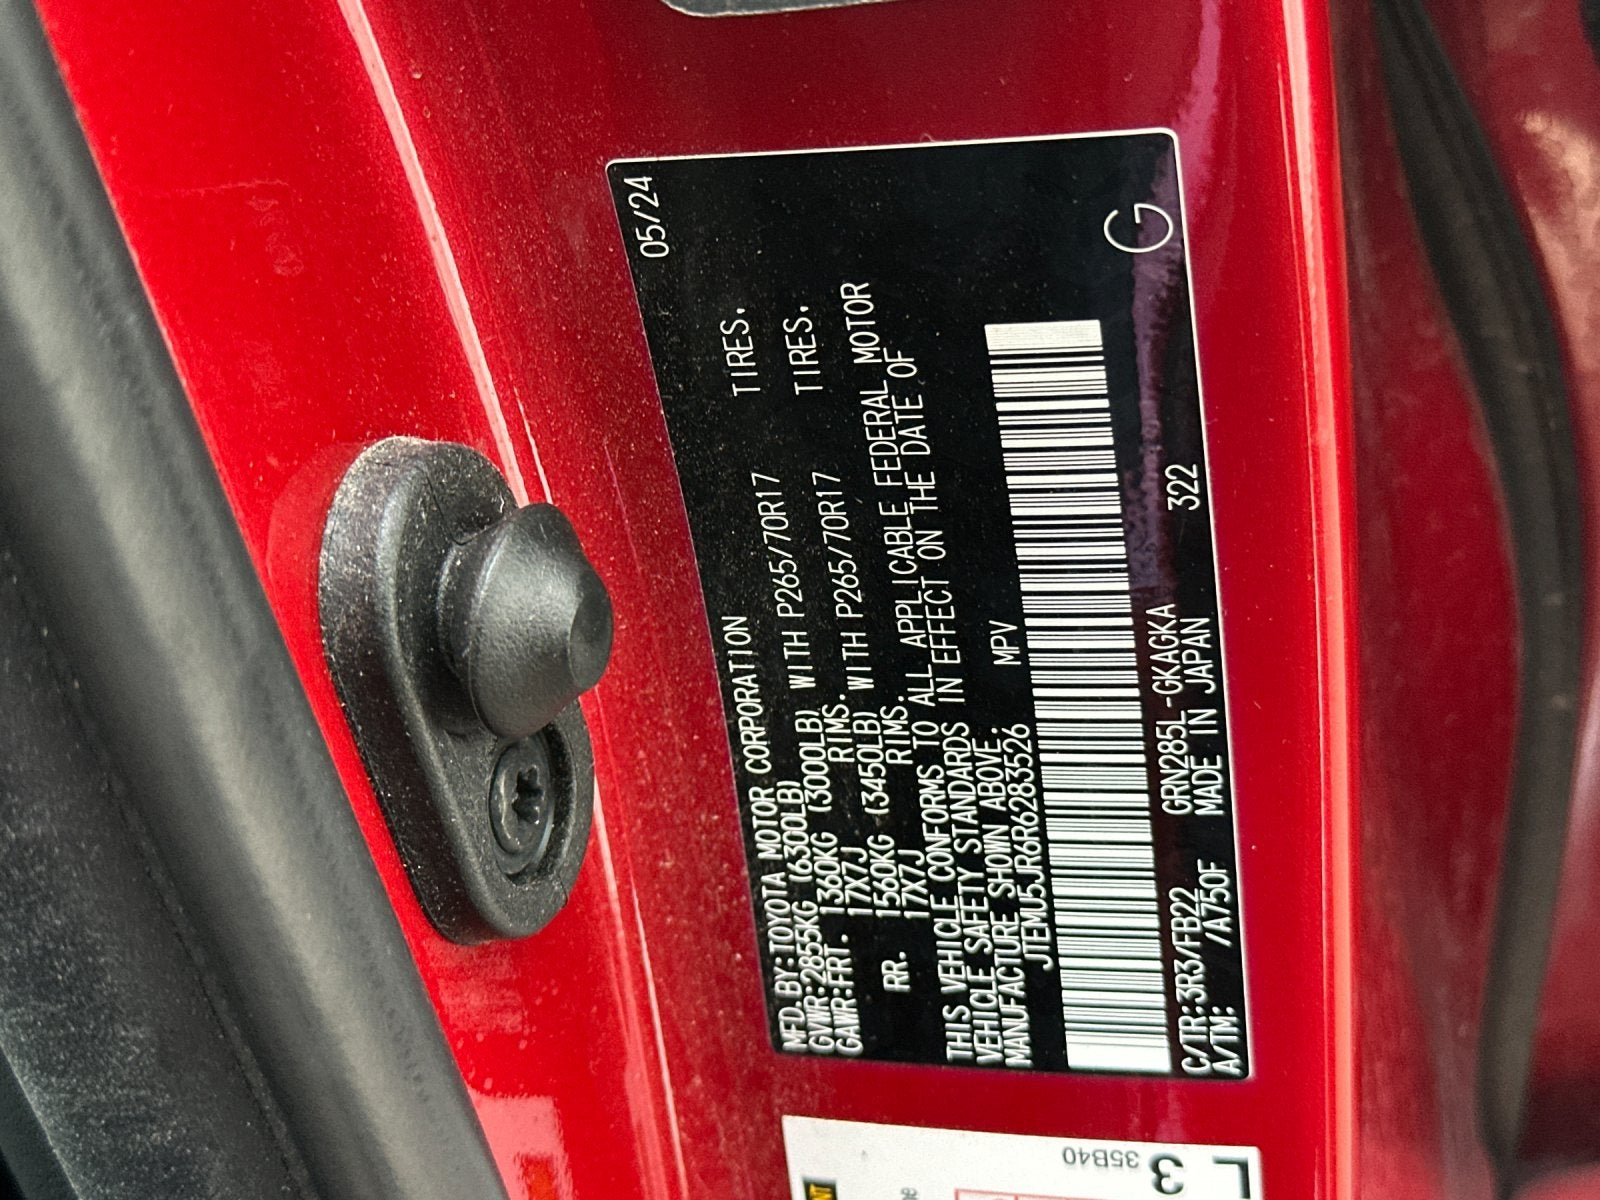 05/24
MFD.BY:TOYOTA MOTOR CORPORATION
GVWR:2855KG (6300LB)
GAWR:FRT. 1360KG (3000LB) WITH P265/70R17 TIRES.
17X7J RIMS.
RR. 1560KG (3450LB) WITH P265/70R17 TIRES.
17X7J RIMS.
THIS VEHICLE CONFORMS TO ALL APPLICABLE FEDERAL MOTOR
VEHICLE SAFETY STANDARDS IN EFFECT ON THE DATE OF
MANUFACTURE SHOWN ABOVE.
JTEMU5JR6R6283526 MPV
C/TR:3R3/FB22 GRN285L-GKAGKA 322
A/TM: /A750F MADE IN JAPAN
G
35B40
3